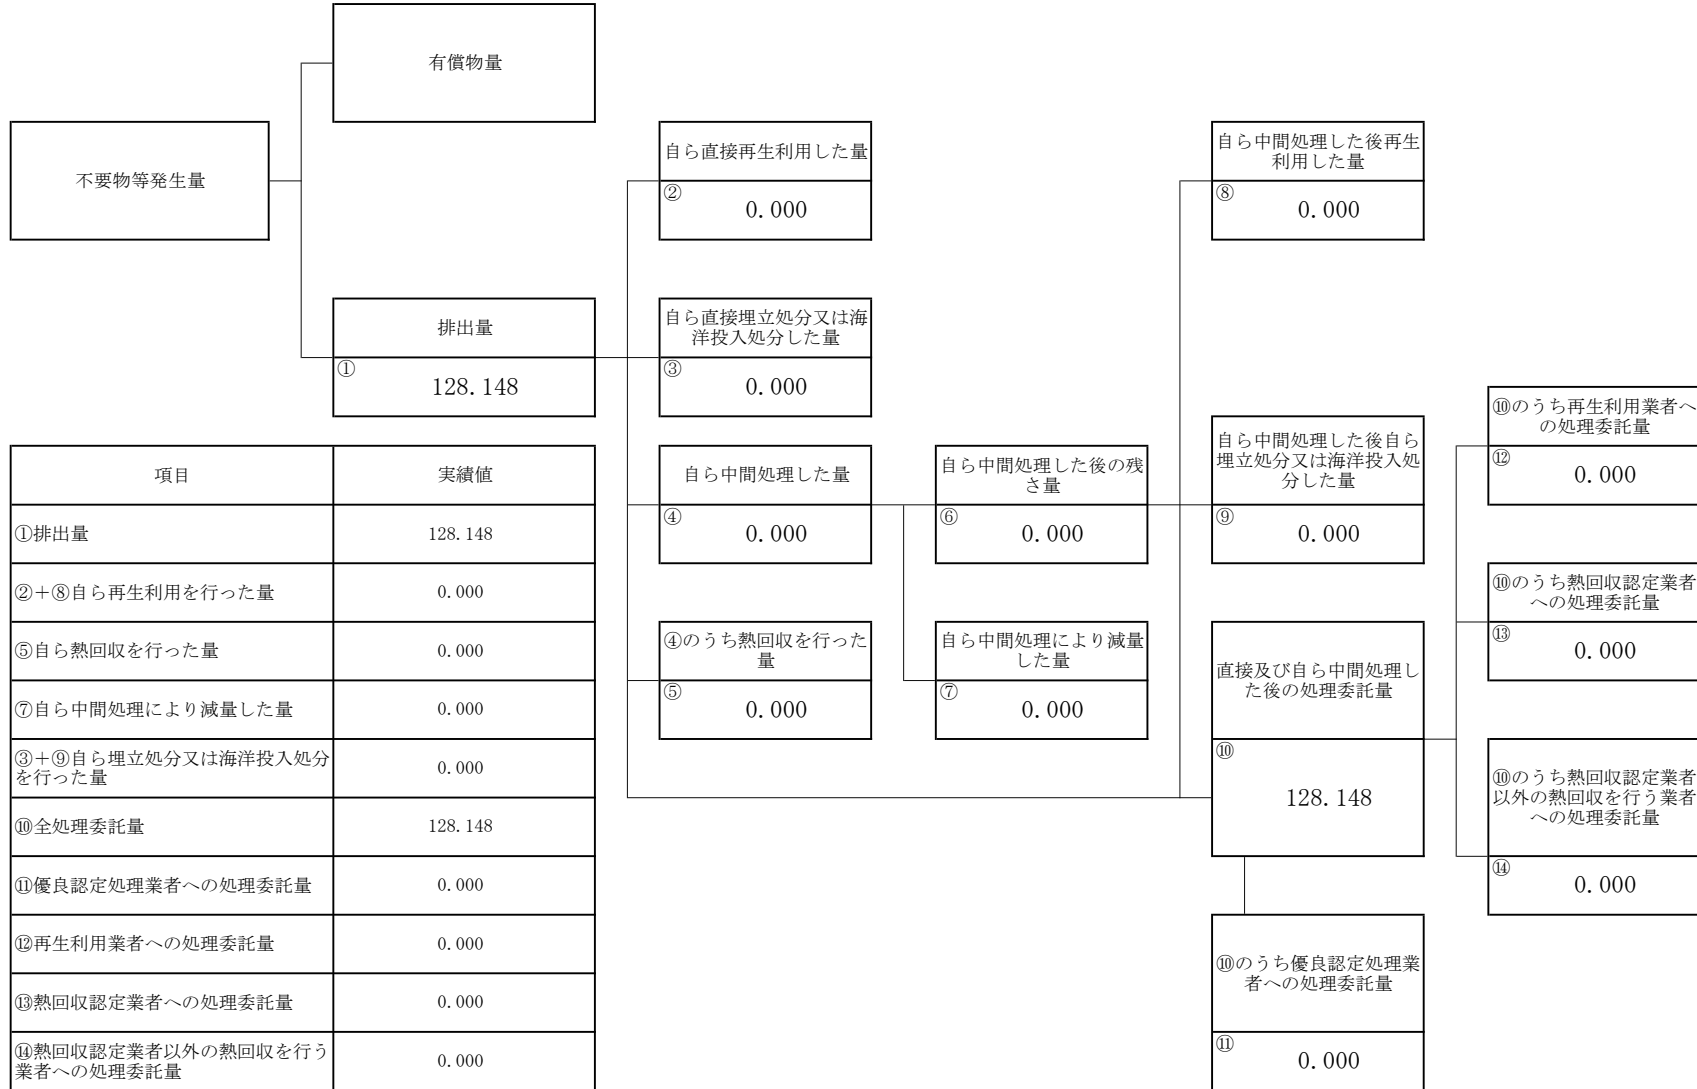 有償物量
不要物等発生量
自ら直接再生利用した量
②
0.000
自ら中間処理した後再生
利用した量
⑧
0.000
排出量
①
128.148
自ら直接埋立処分又は海
洋投入処分した量
③
0.000
自ら中間処理した量
④
0.000
自ら中間処理した後の残
さ量
⑥
0.000
自ら中間処理した後自ら
埋立処分又は海洋投入処
分した量
⑨
0.000
⑩のうち再生利用業者へ
の処理委託量
⑫
0.000
④のうち熱回収を行った
量
⑤
0.000
自ら中間処理により減量
した量
⑦
0.000
直接及び自ら中間処理し
た後の処理委託量
⑩
128.148
⑩のうち熱回収認定業者
への処理委託量
⑬
0.000
⑩のうち熱回収認定業者
以外の熱回収を行う業者
への処理委託量
⑭
0.000
⑩のうち優良認定処理業
者への処理委託量
⑪
0.000
項目 実績値
①排出量 128.148
②+⑧自ら再生利用を行った量 0.000
⑤自ら熱回収を行った量 0.000
⑦自ら中間処理により減量した量 0.000
③+⑨自ら埋立処分又は海洋投入処分
を行った量 0.000
⑩全処理委託量 128.148
⑪優良認定処理業者への処理委託量 0.000
⑫再生利用業者への処理委託量 0.000
⑬熱回収認定業者への処理委託量 0.000
⑭熱回収認定業者以外の熱回収を行う
業者への処理委託量 0.000